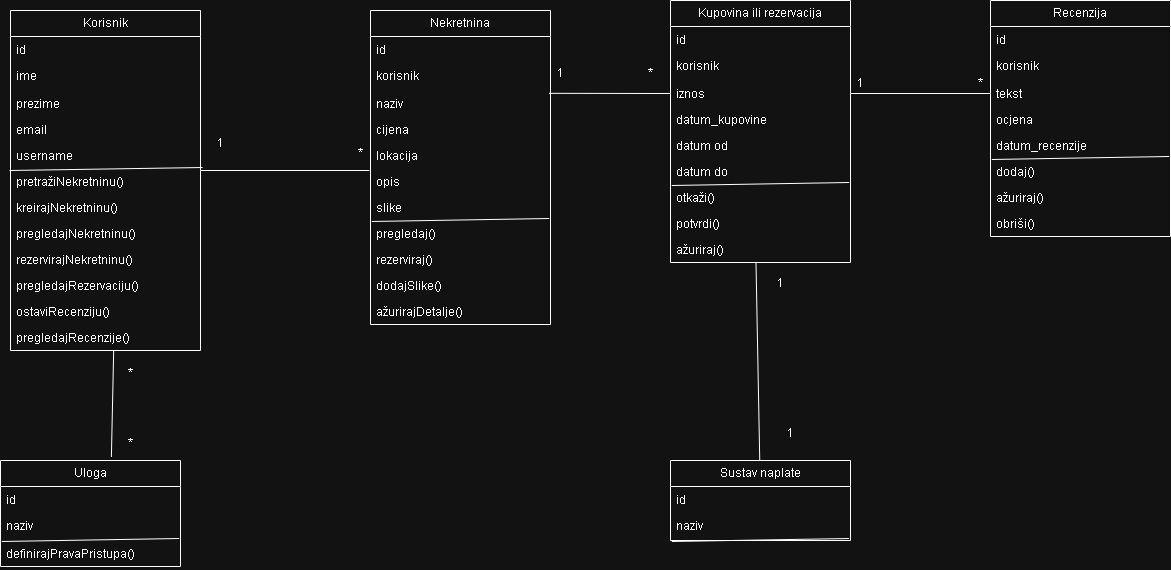 Korisnik
id
ime
prezime
email
username
pretražiNekretninu()
kreirajNekretninu()
pregledajNekretninu()
rezervirajNekretninu()
pregledajRezervaciju()
ostaviRecenziju()
pregledajRecenzije()
1
*
Nekretnina
id
korisnik
naziv
cijena
lokacija
opis
slike
pregledaj()
rezerviraj()
dodajSlike()
ažurirajDetalje()
1
*
Kupovina ili rezervacija
id
korisnik
iznos
datum_kupovine
datum od
datum do
otkaži()
potvrdi()
ažuriraj()
1
*
Recenzija
id
korisnik
tekst
ocjena
datum_recenzije
dodaj()
ažuriraj()
obriši()
*
*
Uloga
id
naziv
definirajPravaPristupa()
1
1
Sustav naplate
id
naziv